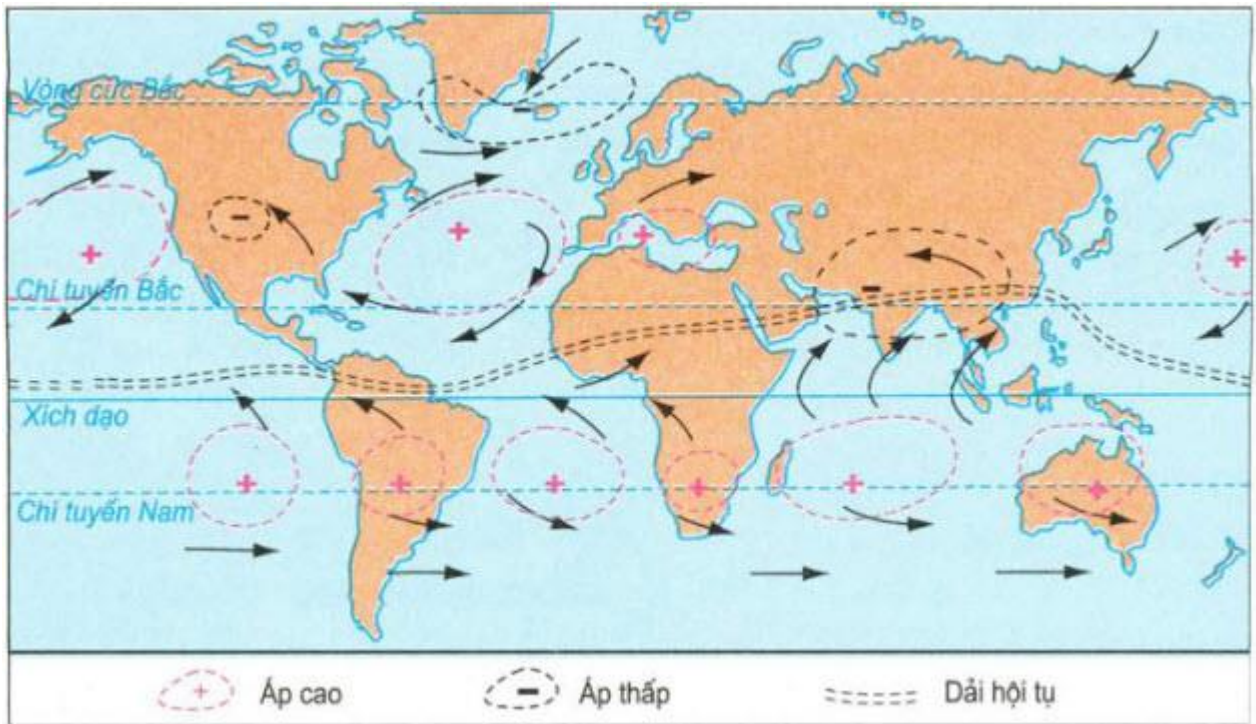 Vòng cực Bắc
Chí tuyến Bắc
Xích đạo
Chí tuyến Nam
Áp cao
Áp thấp
Dải hội tụ